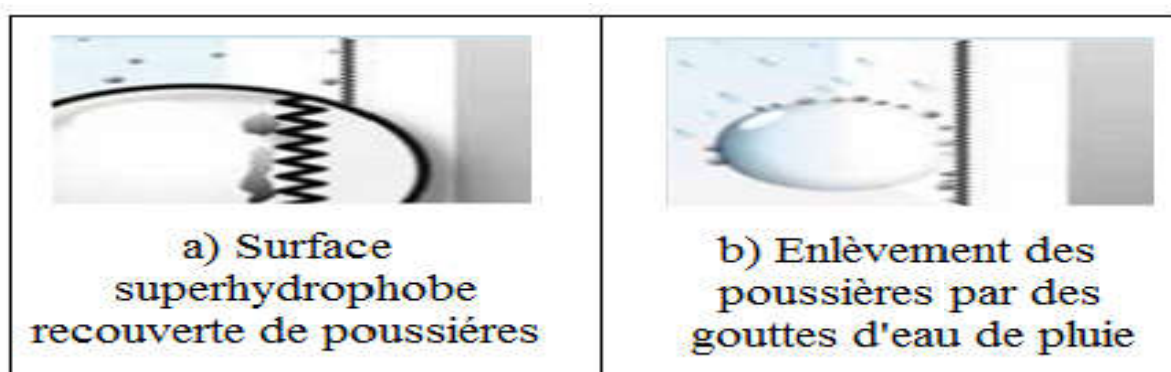 a) Surface
superhydrophobe
recouverte de poussiéres
b) Enlèvement des
poussières par des
gouttes d'eau de pluie